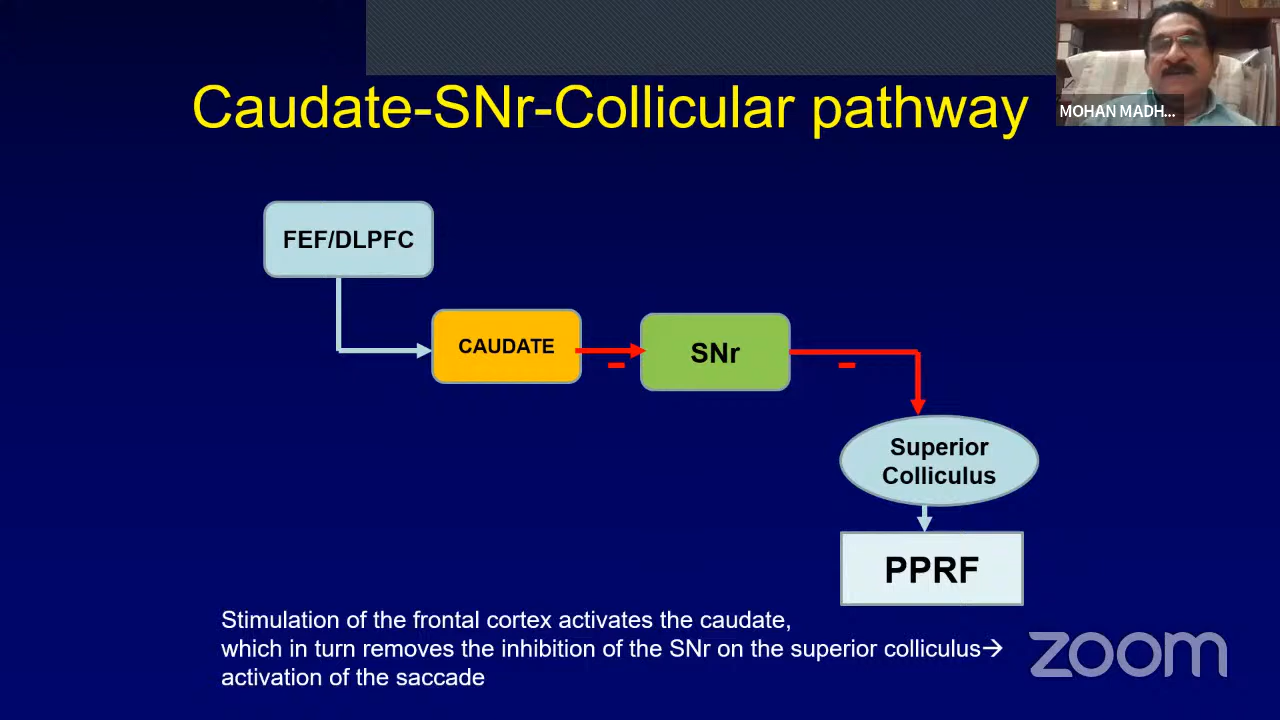 Caudate-SNr-Collicular pathway
MOHAN MADH...
FEF/DLPFC
CAUDATE
SNr
-
-
Superior
Colliculus
PPRF
Stimulation of the frontal cortex activates the caudate,
which in turn removes the inhibition of the SNr on the superior colliculus→
activation of the saccade
zoom